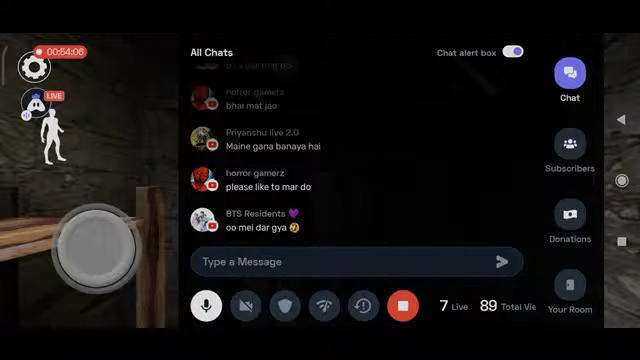 00:54:06
All Chats
Chat alert box
LIVE
horror gamerz
bhai mat jao
Chat
Priyanshu live 2.0
Maine gana banaya hai
Subscribers
horror gamerz
please like to mar do
BTS Residents 💜
oo mei dar gya 🤣
Donations
Type a Message
7 Live 89 Total Vie
Your Room